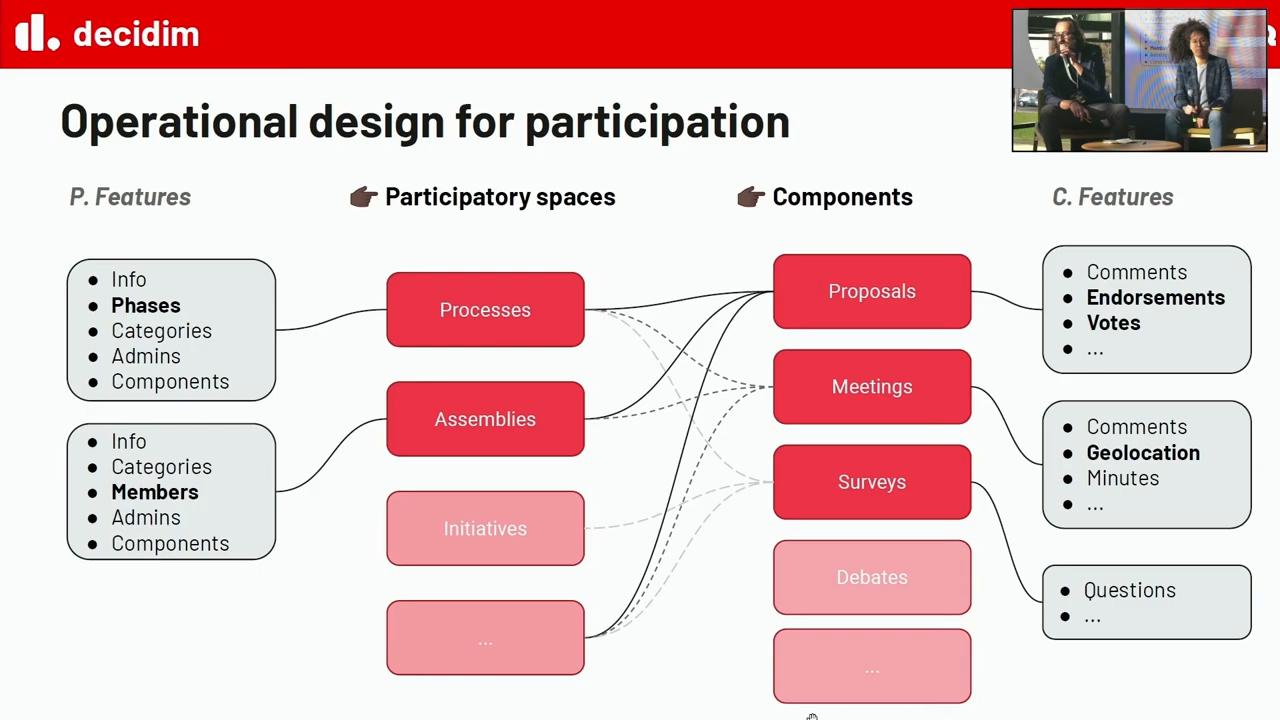 decidim
Operational design for participation
P. Features
Participatory spaces
Components
C. Features
Info
Phases
Categories
Admins
Components
Info
Categories
Members
Admins
Components
Processes
Assemblies
Initiatives
...
Proposals
Meetings
Surveys
Debates
...
Comments
Endorsements
Votes
...
Comments
Geolocation
Minutes
...
Questions
...